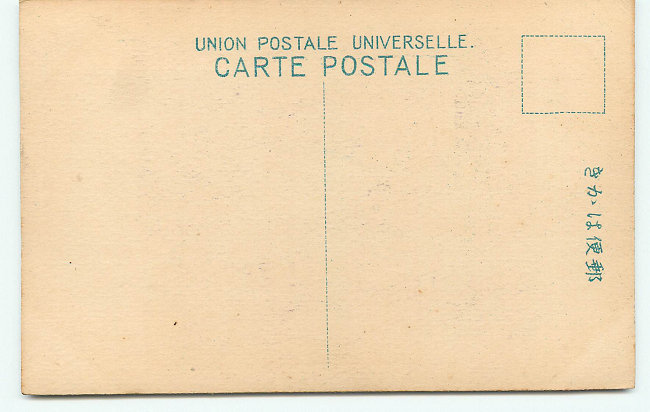 UNION POSTALE UNIVERSELLE.
CARTE POSTALE
きかは便郵